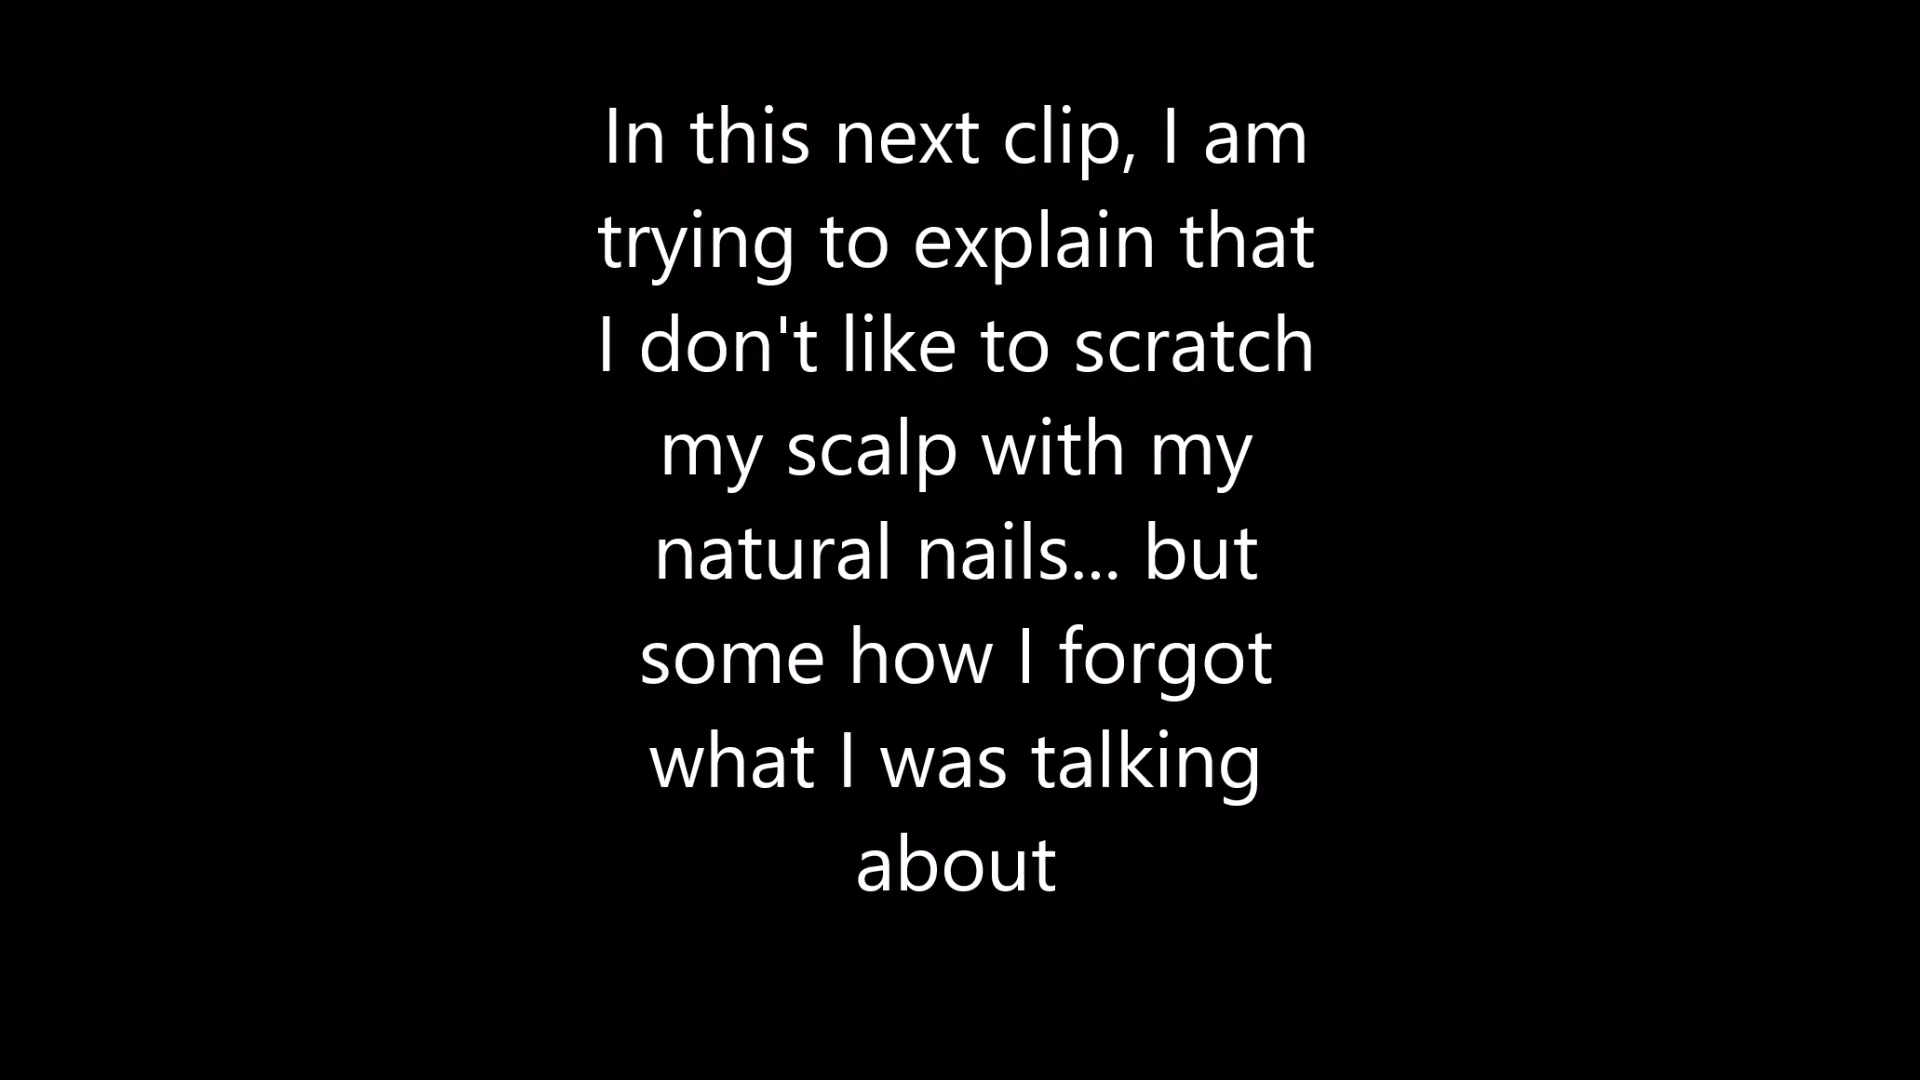 In this next clip, I am
trying to explain that
I don't like to scratch
my scalp with my
natural nails... but
some how I forgot
what I was talking
about